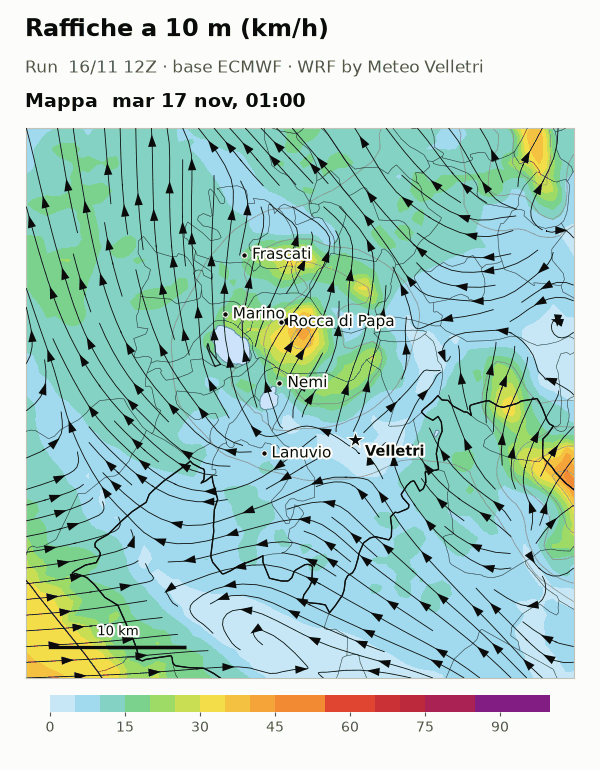 Raffiche a 10 m (km/h)
Run  16/11 12Z · base ECMWF · WRF by Meteo Velletri
Mappa  mar 17 nov, 01:00
Frascati
Marino
Rocca di Papa
Nemi
Velletri
Lanuvio
10 km
0 15 30 45 60 75 90